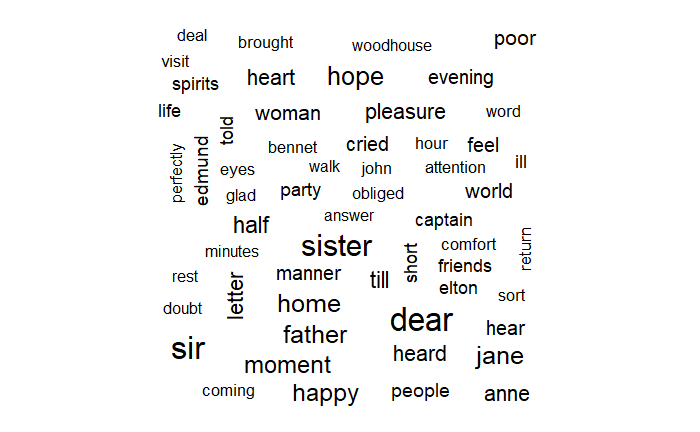 deal
brought
woodhouse
poor
visit
spirits
heart
hope
evening
life
told
woman
pleasure
word
perfectly
edmund
bennet
cried
hour
feel
eyes
walk
john
attention
ill
glad
party
obliged
world
half
answer
captain
minutes
sister
short
comfort
return
rest
letter
manner
till
friends
elton
sort
doubt
home
dear
hear
father
sir
moment
heard
jane
coming
happy
people
anne